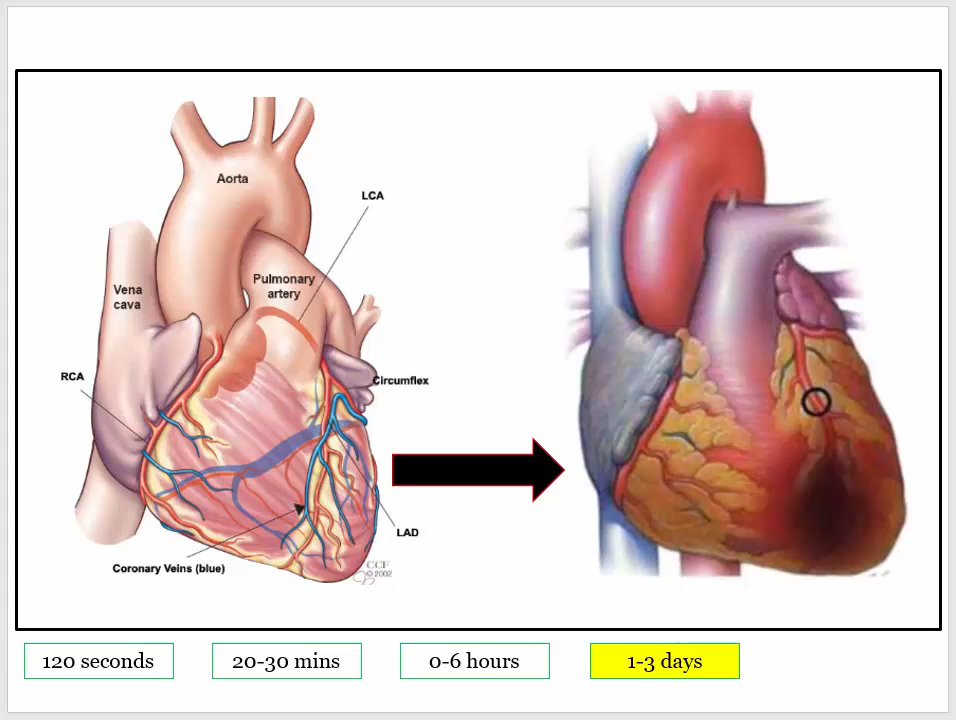 Aorta
LCA
Pulmonary
artery
Vena
cava
RCA
Circumflex
LAD
Coronary Veins (blue)
CCF
© 2002
120 seconds
20-30 mins
0-6 hours
1-3 days